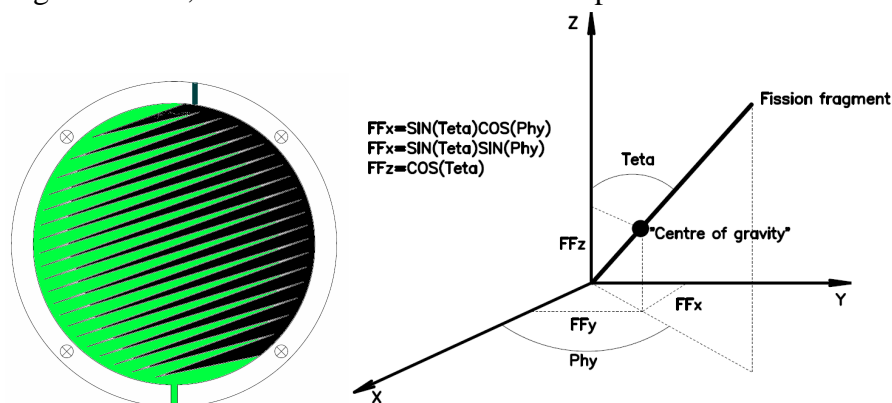 Z
Fission fragment
FFx=SIN(Teta)COS(Phy)
FFx=SIN(Teta)SIN(Phy)
FFz=COS(Teta)
Teta
"Centre of gravity"
FFz
Y
FFx
FFy
Phy
X